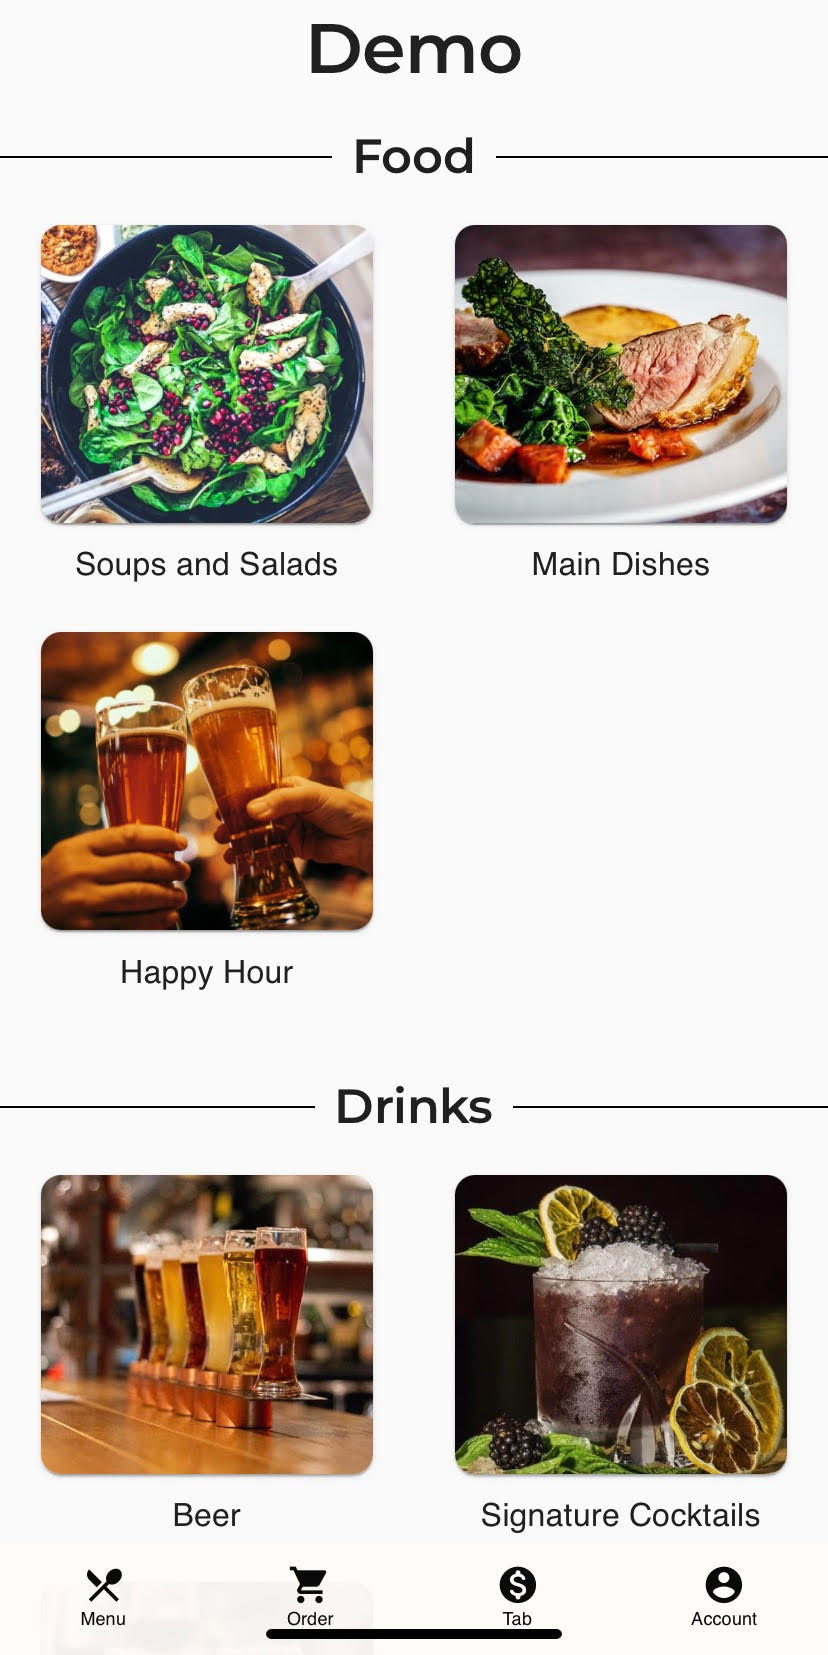 Demo
Food
Soups and Salads
Main Dishes
Happy Hour
Drinks
Beer
Signature Cocktails
Menu
Order
Tab
Account